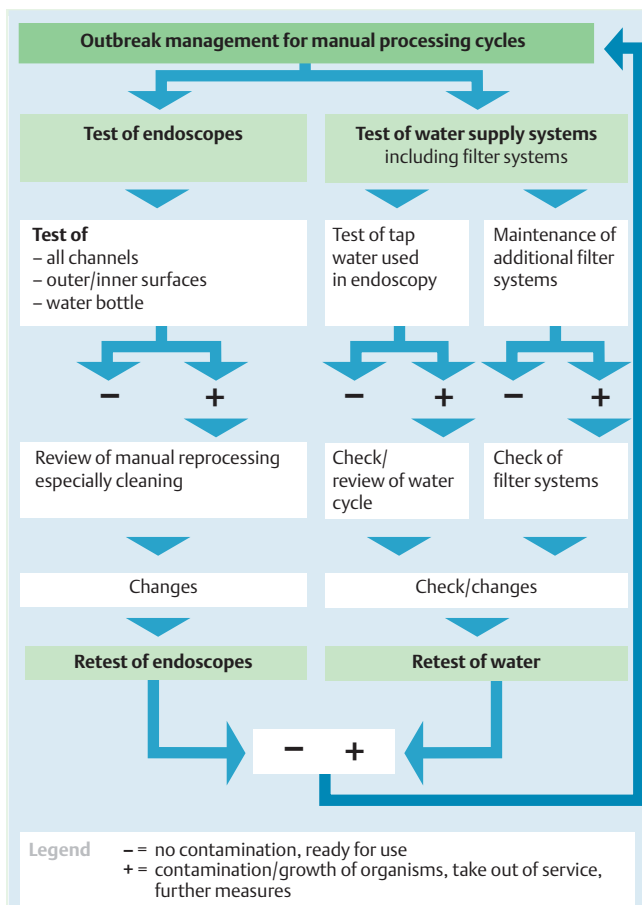 Outbreak management for manual processing cycles
Test of endoscopes
Test of water supply systems
including filter systems
Test of
– all channels
– outer/inner surfaces
– water bottle
Test of tap
water used
in endoscopy
Maintenance of
additional filter
systems
– +
– +
– +
Review of manual reprocessing
especially cleaning
Check/
review of water
cycle
Check of
filter systems
Changes
Check/changes
Retest of endoscopes
Retest of water
– +
Legend
– = no contamination, ready for use
+ = contamination/growth of organisms, take out of service,
further measures